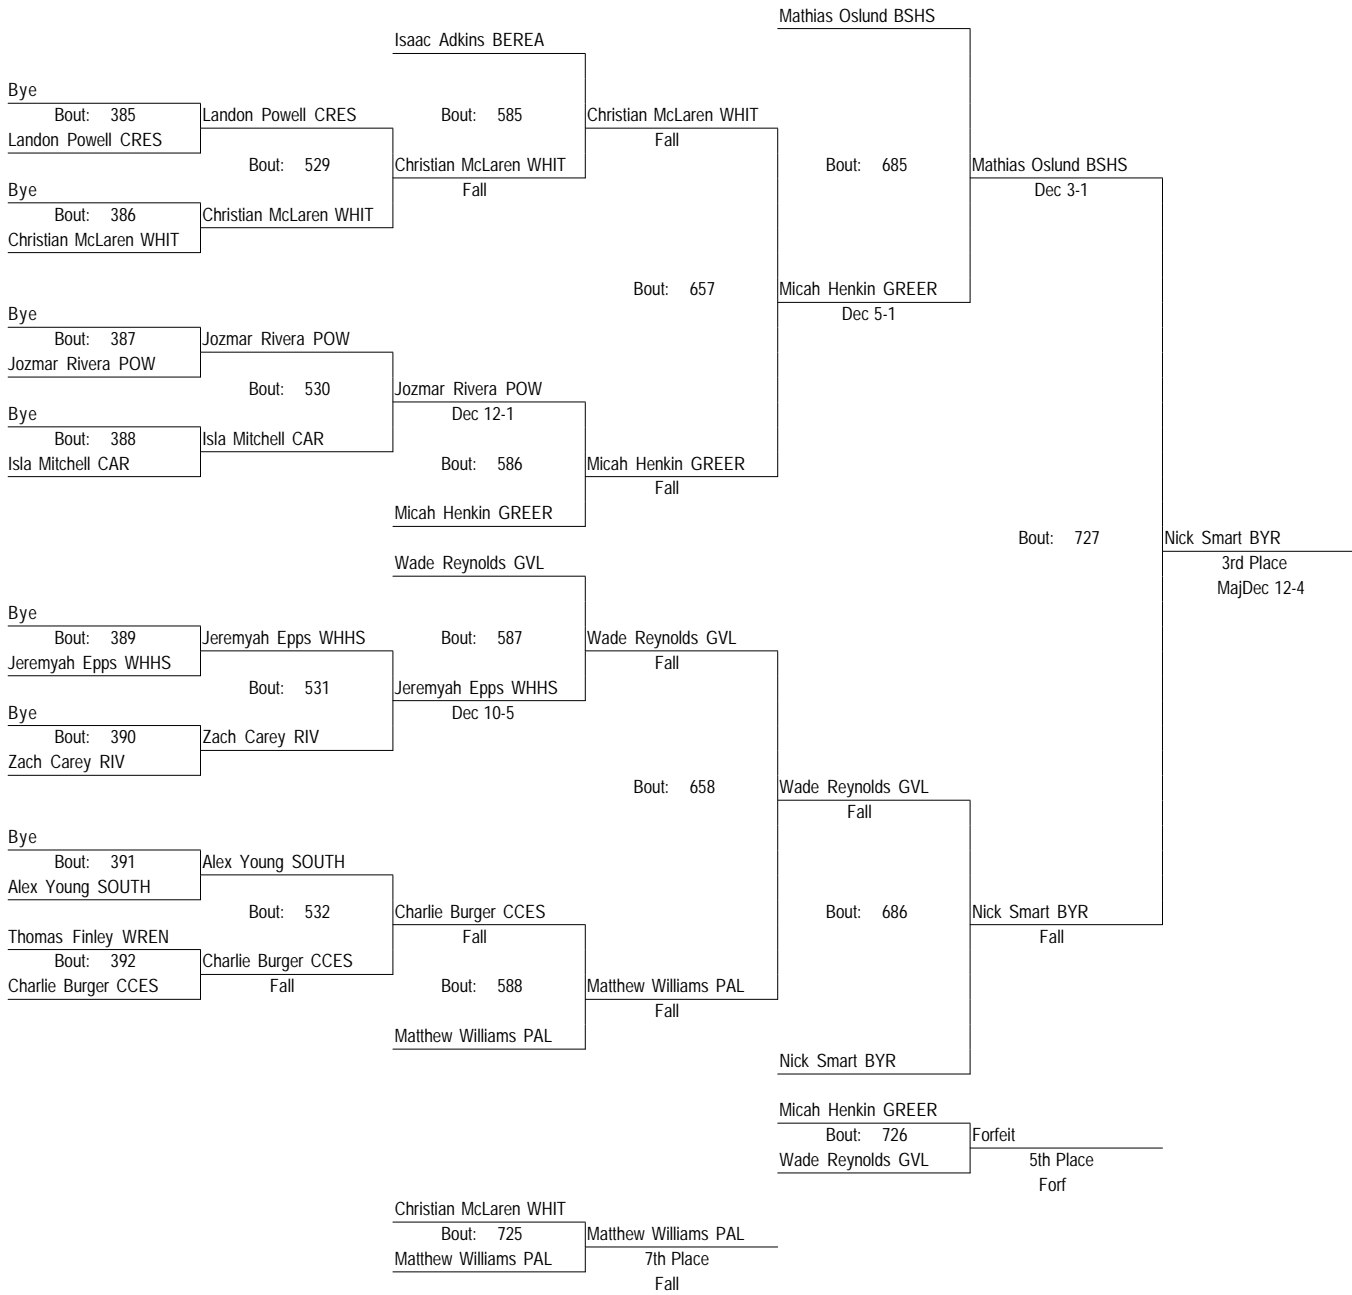 Mathias Oslund BSHS
Isaac Adkins BEREA
Bye
Bout: 385
Landon Powell CRES
Landon Powell CRES
Bout: 585
Christian McLaren WHIT
Fall
Bout: 529
Christian McLaren WHIT
Fall
Bout: 685
Mathias Oslund BSHS
Dec 3-1
Bye
Bout: 386
Christian McLaren WHIT
Christian McLaren WHIT
Bout: 657
Micah Henkin GREER
Dec 5-1
Bye
Bout: 387
Jozmar Rivera POW
Jozmar Rivera POW
Bout: 530
Jozmar Rivera POW
Dec 12-1
Bye
Bout: 388
Isla Mitchell CAR
Isla Mitchell CAR
Bout: 586
Micah Henkin GREER
Fall
Micah Henkin GREER
Bout: 727
Nick Smart BYR
3rd Place
MajDec 12-4
Wade Reynolds GVL
Bye
Bout: 389
Jeremyah Epps WHHS
Jeremyah Epps WHHS
Bout: 587
Wade Reynolds GVL
Fall
Bout: 531
Jeremyah Epps WHHS
Dec 10-5
Bye
Bout: 390
Zach Carey RIV
Zach Carey RIV
Bout: 658
Wade Reynolds GVL
Fall
Bye
Bout: 391
Alex Young SOUTH
Alex Young SOUTH
Bout: 532
Charlie Burger CCES
Fall
Bout: 686
Nick Smart BYR
Fall
Thomas Finley WREN
Bout: 392
Charlie Burger CCES
Charlie Burger CCES
Fall
Bout: 588
Matthew Williams PAL
Fall
Matthew Williams PAL
Nick Smart BYR
Micah Henkin GREER
Bout: 726
Wade Reynolds GVL
Forfeit
5th Place
Forf
Christian McLaren WHIT
Bout: 725
Matthew Williams PAL
Matthew Williams PAL
7th Place
Fall